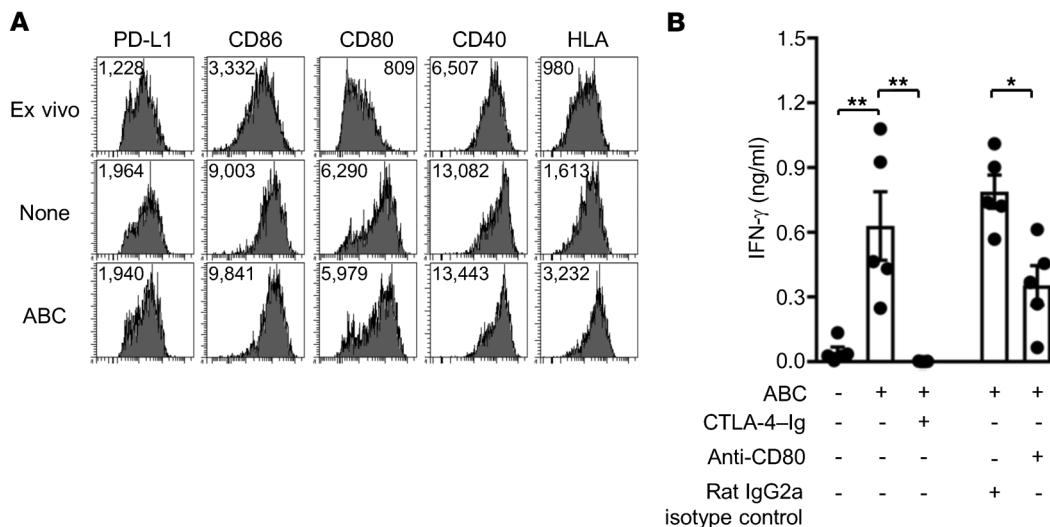 A
PD-L1 CD86 CD80 CD40 HLA
Ex vivo 1,228 3,332 809 6,507 980
None 1,964 9,003 6,290 13,082 1,613
ABC 1,940 9,841 5,979 13,443 3,232
B
1.5
1.2
0.9
0.6
0.3
0.0
IFN-γ (ng/ml)
** ** *
ABC - + + + +
CTLA-4–Ig - - + - -
Anti-CD80 - - - - +
Rat IgG2a - - - + -
isotype control